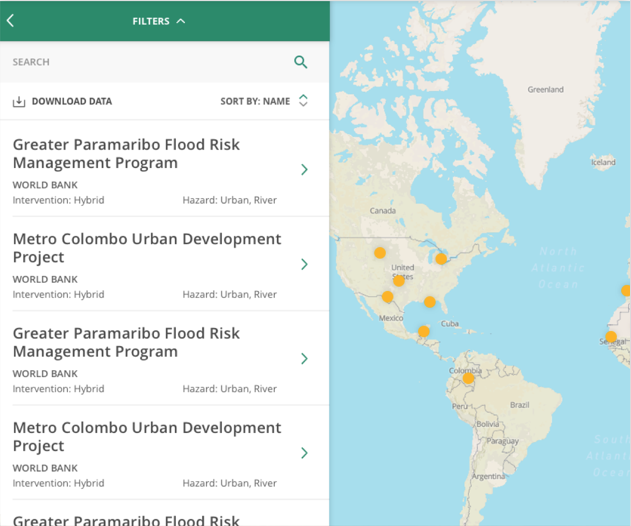 FILTERS
SEARCH
DOWNLOAD DATA
SORT BY: NAME
Greater Paramaribo Flood Risk
Management Program
WORLD BANK
Intervention: Hybrid
Hazard: Urban, River
Metro Colombo Urban Development
Project
WORLD BANK
Intervention: Hybrid
Hazard: Urban, River
Greater Paramaribo Flood Risk
Management Program
WORLD BANK
Intervention: Hybrid
Hazard: Urban, River
Metro Colombo Urban Development
Project
WORLD BANK
Intervention: Hybrid
Hazard: Urban, River
Greater Paramaribo Flood Risk
Greenland
Iceland
Canada
North
Atlantic
Ocean
United
States
Mexico
Cuba
Senegal
Colombia
Perú
Brazil
Bolivia
Paraguay
Argentina
South
Atlantic
Ocean